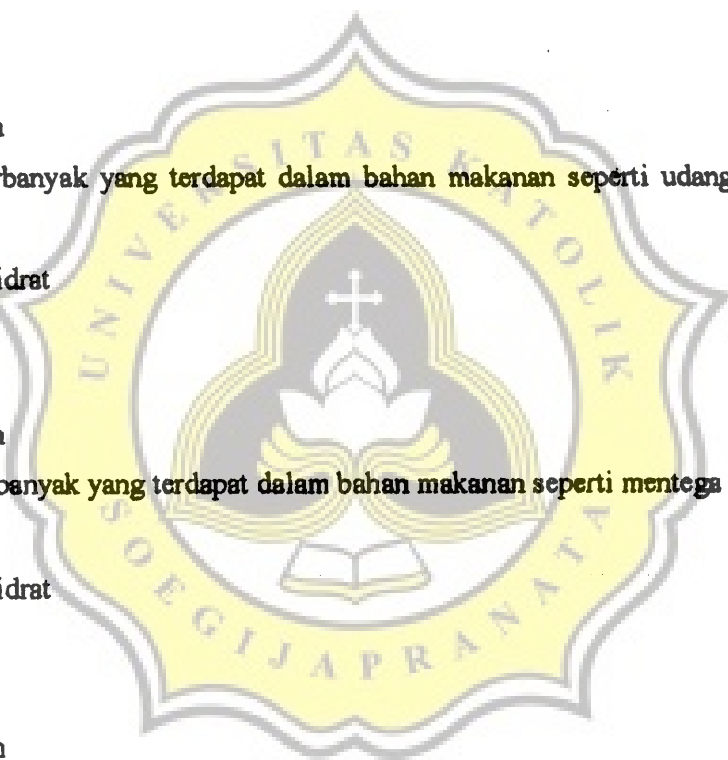 banyak yang terdapat dalam bahan makanan seperti udang
idrat
banyak yang terdapat dalam bahan makanan seperti mentega
idrat
UNIVERSITAS KATOLIK
SOEGIJAPRANATA